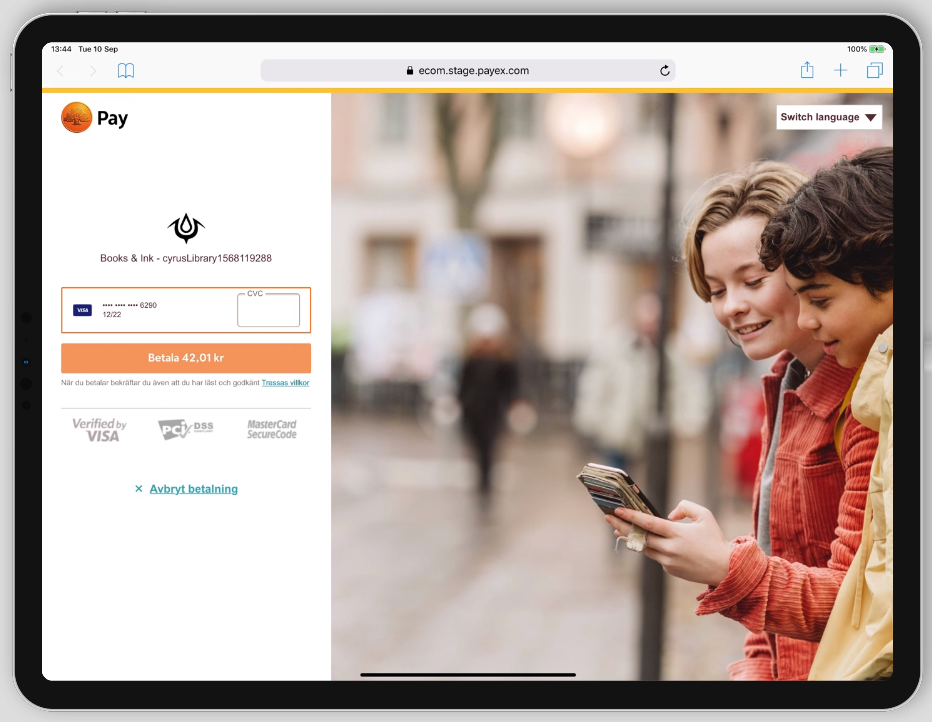 13:44 Tue 10 Sep
100%
ecom.stage.payex.com
Pay
Switch language
Books & Ink - cyrusLibrary1568119288
VISA
•••• •••• •••• 6290
CVC
12/22
Betala 42,01 kr
När du betalar bekräftar du även att du har läst och godkänt Tressas villkor
Verified by
VISA
PCI DSS
MasterCard
SecureCode
× Avbryt betalning